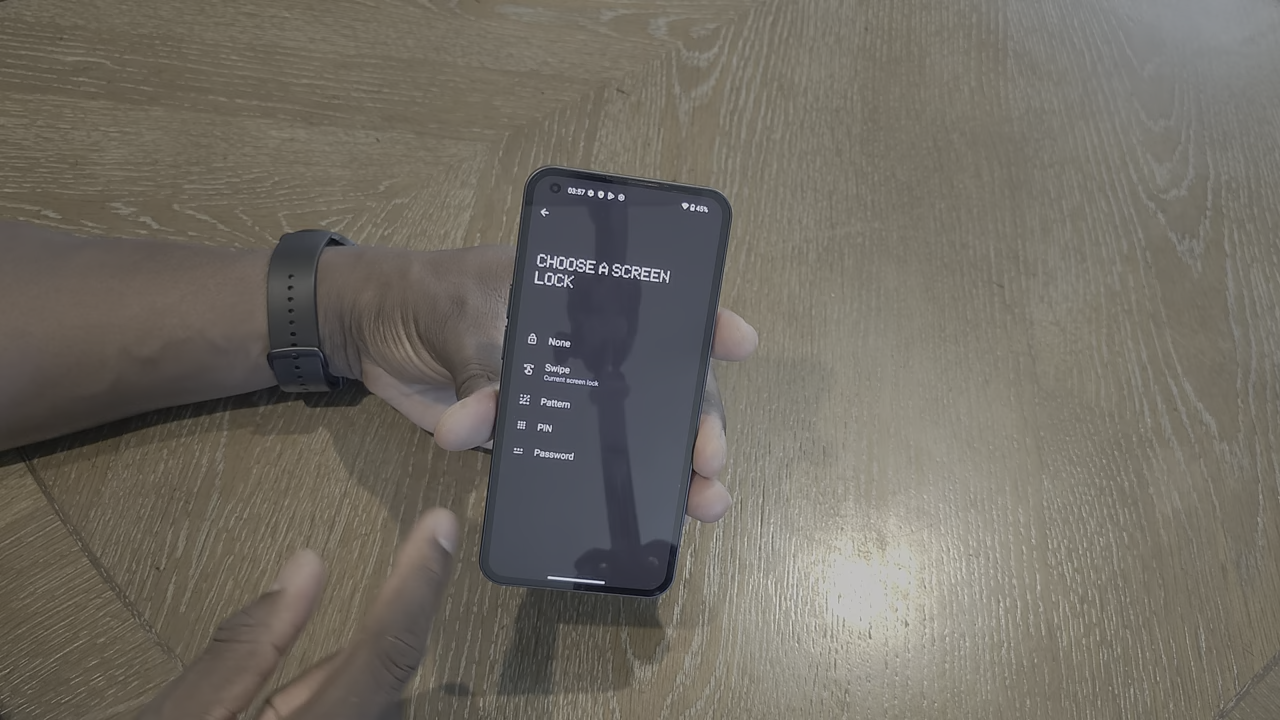 03:57
45%
CHOOSE A SCREEN
LOCK
None
Swipe
Current screen lock
Pattern
PIN
Password